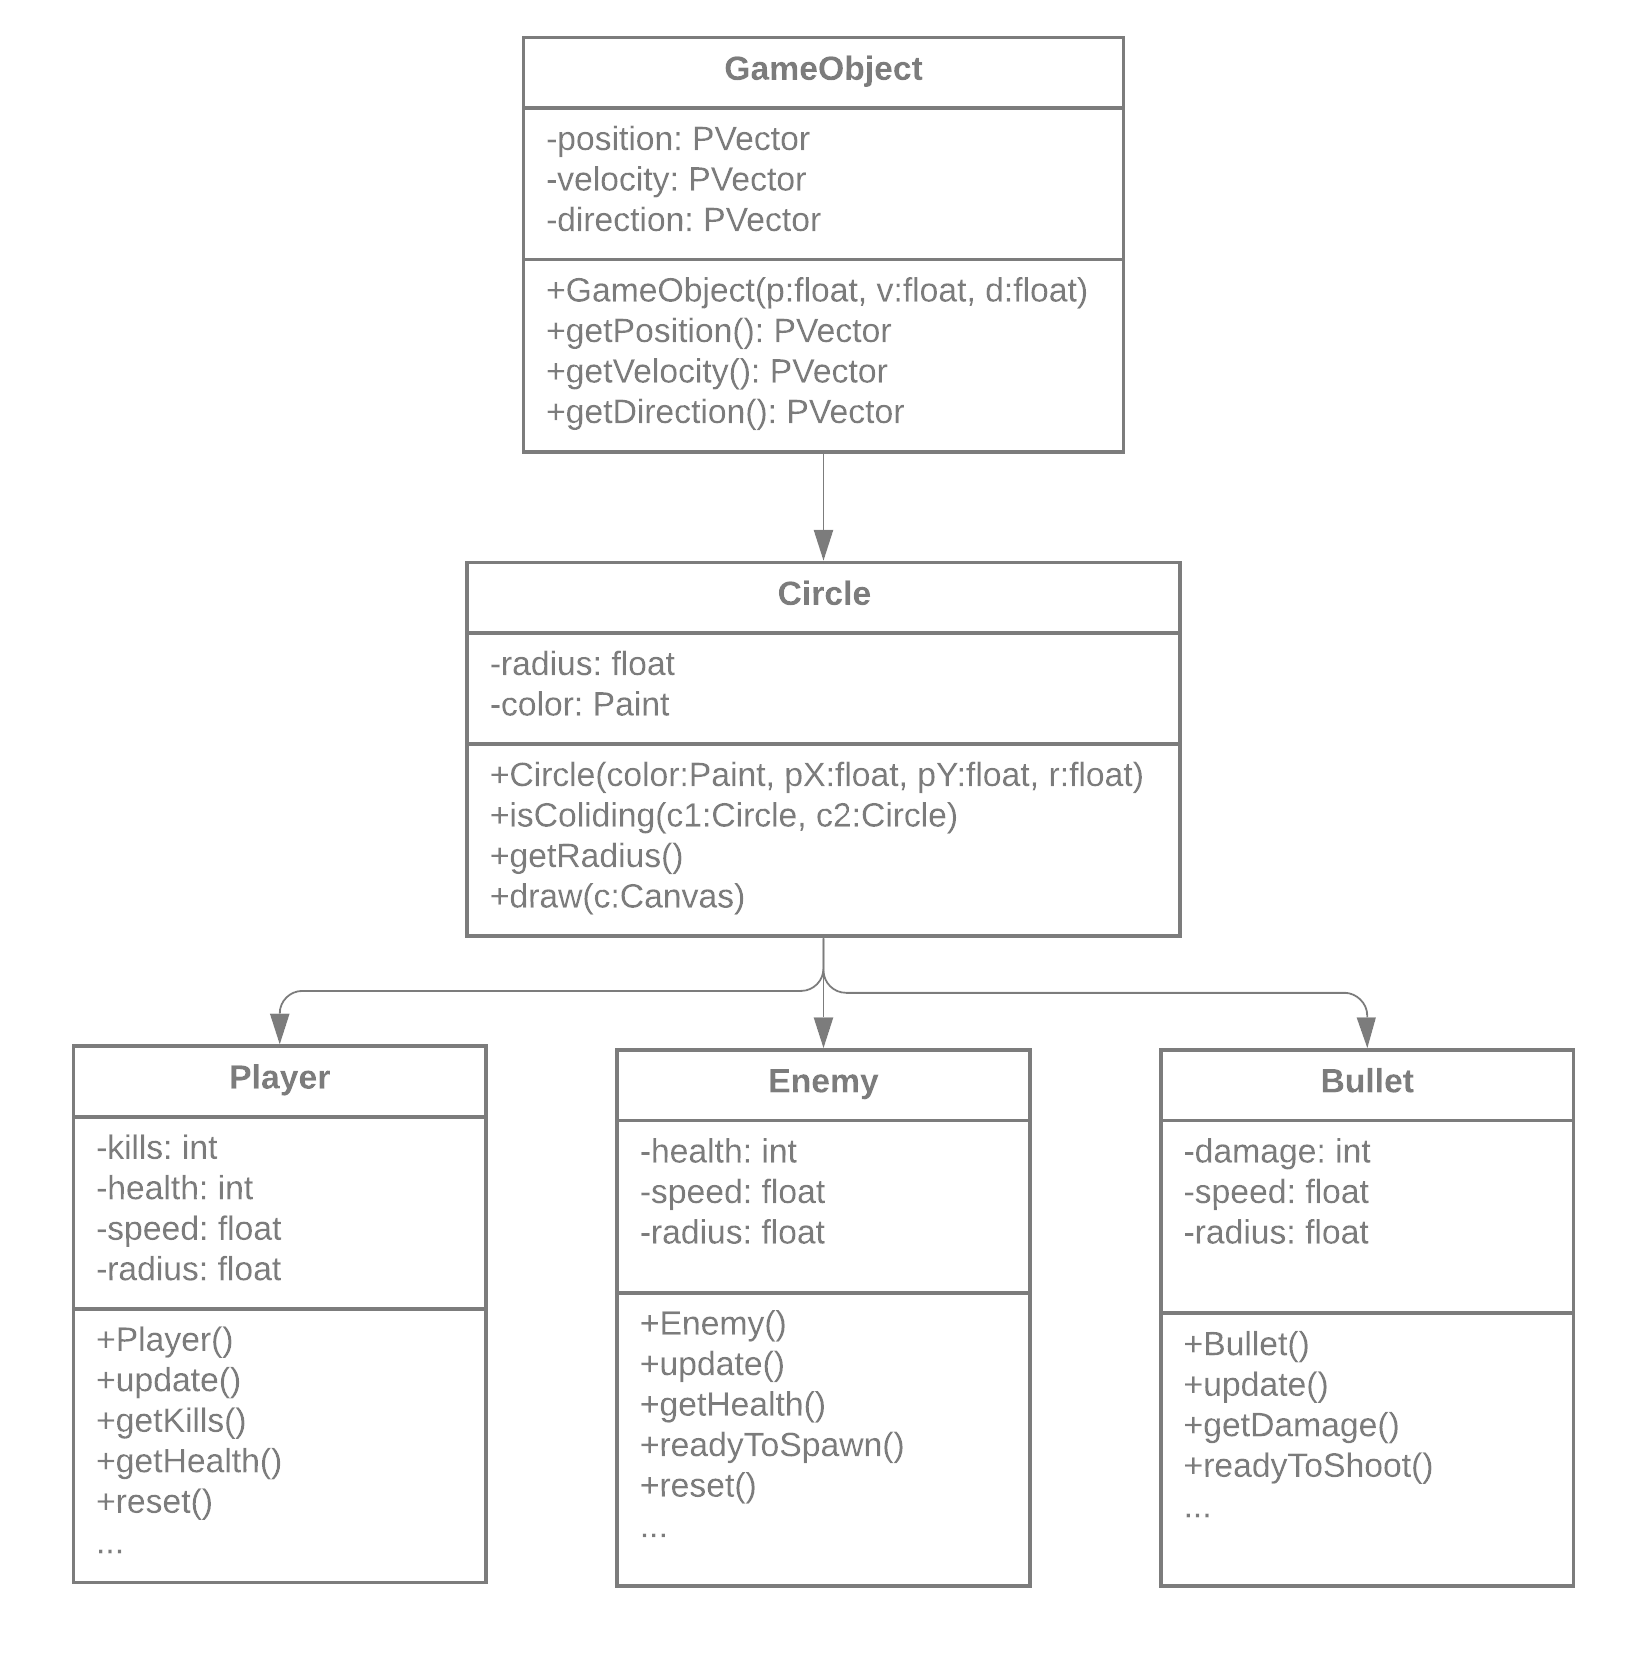 GameObject
-position: PVector
-velocity: PVector
-direction: PVector
+GameObject(p:float, v:float, d:float)
+getPosition(): PVector
+getVelocity(): PVector
+getDirection(): PVector
Circle
-radius: float
-color: Paint
+Circle(color:Paint, pX:float, pY:float, r:float)
+isColiding(c1:Circle, c2:Circle)
+getRadius()
+draw(c:Canvas)
Player
-kills: int
-health: int
-speed: float
-radius: float
+Player()
+update()
+getKills()
+getHealth()
+reset()
...
Enemy
-health: int
-speed: float
-radius: float
+Enemy()
+update()
+getHealth()
+readyToSpawn()
+reset()
...
Bullet
-damage: int
-speed: float
-radius: float
+Bullet()
+update()
+getDamage()
+readyToShoot()
...